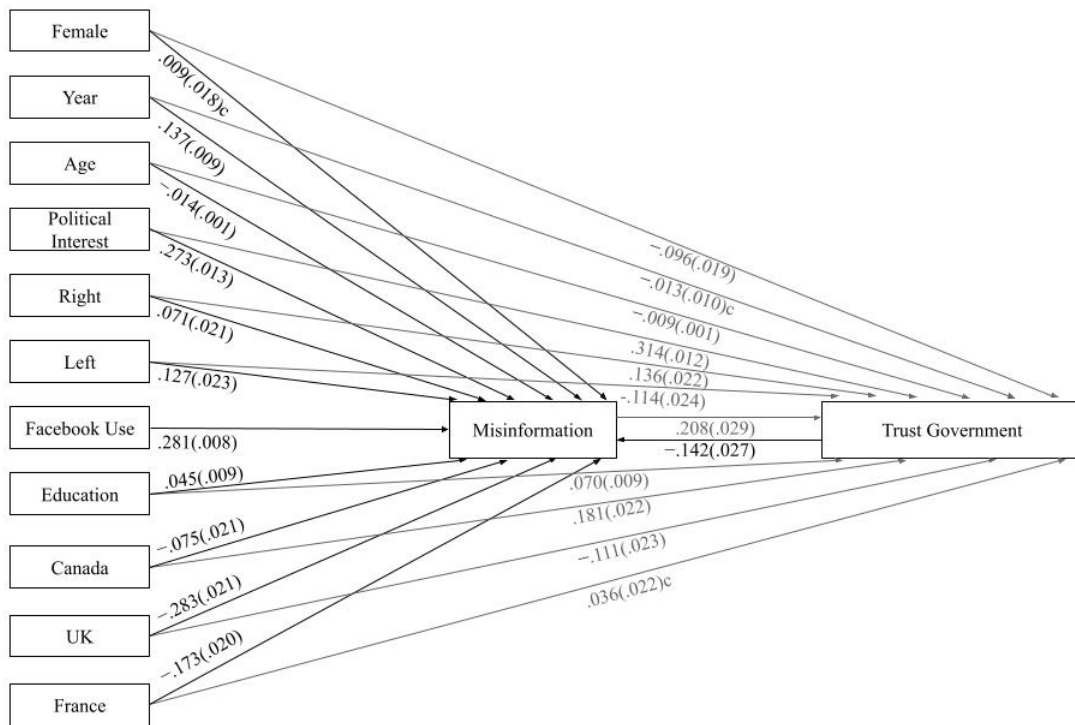 Female
Year
Age
Political
Interest
Right
Left
Facebook Use
Education
Canada
UK
France
.009(.018)c
.137(.009)
−.014(.001)
.273(.013)
.071(.021)
.127(.023)
.281(.008)
.045(.009)
−.075(.021)
−.283(.021)
−.173(.020)
Misinformation
−.096(.019)
−.013(.010)c
−.009(.001)
.314(.012)
.136(.022)
-.114(.024)
.208(.029)
−.142(.027)
.070(.009)
.181(.022)
−.111(.023)
.036(.022)c
Trust Government